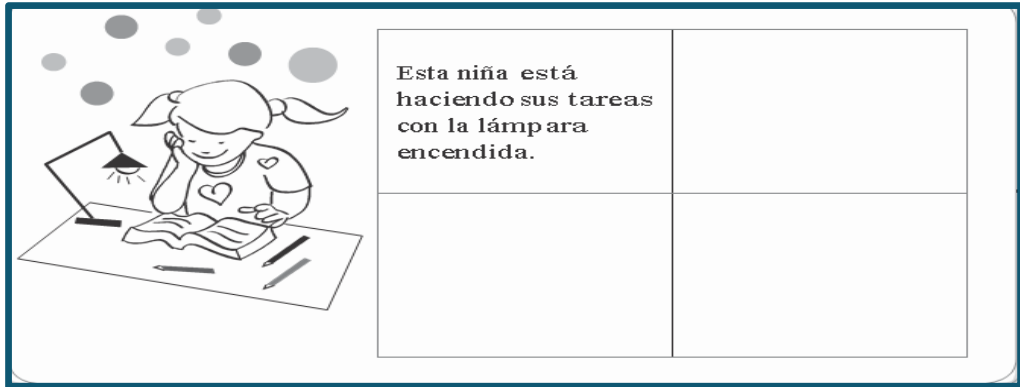 Esta niña está
haciendo sus tareas
con la lámpara
encendida.